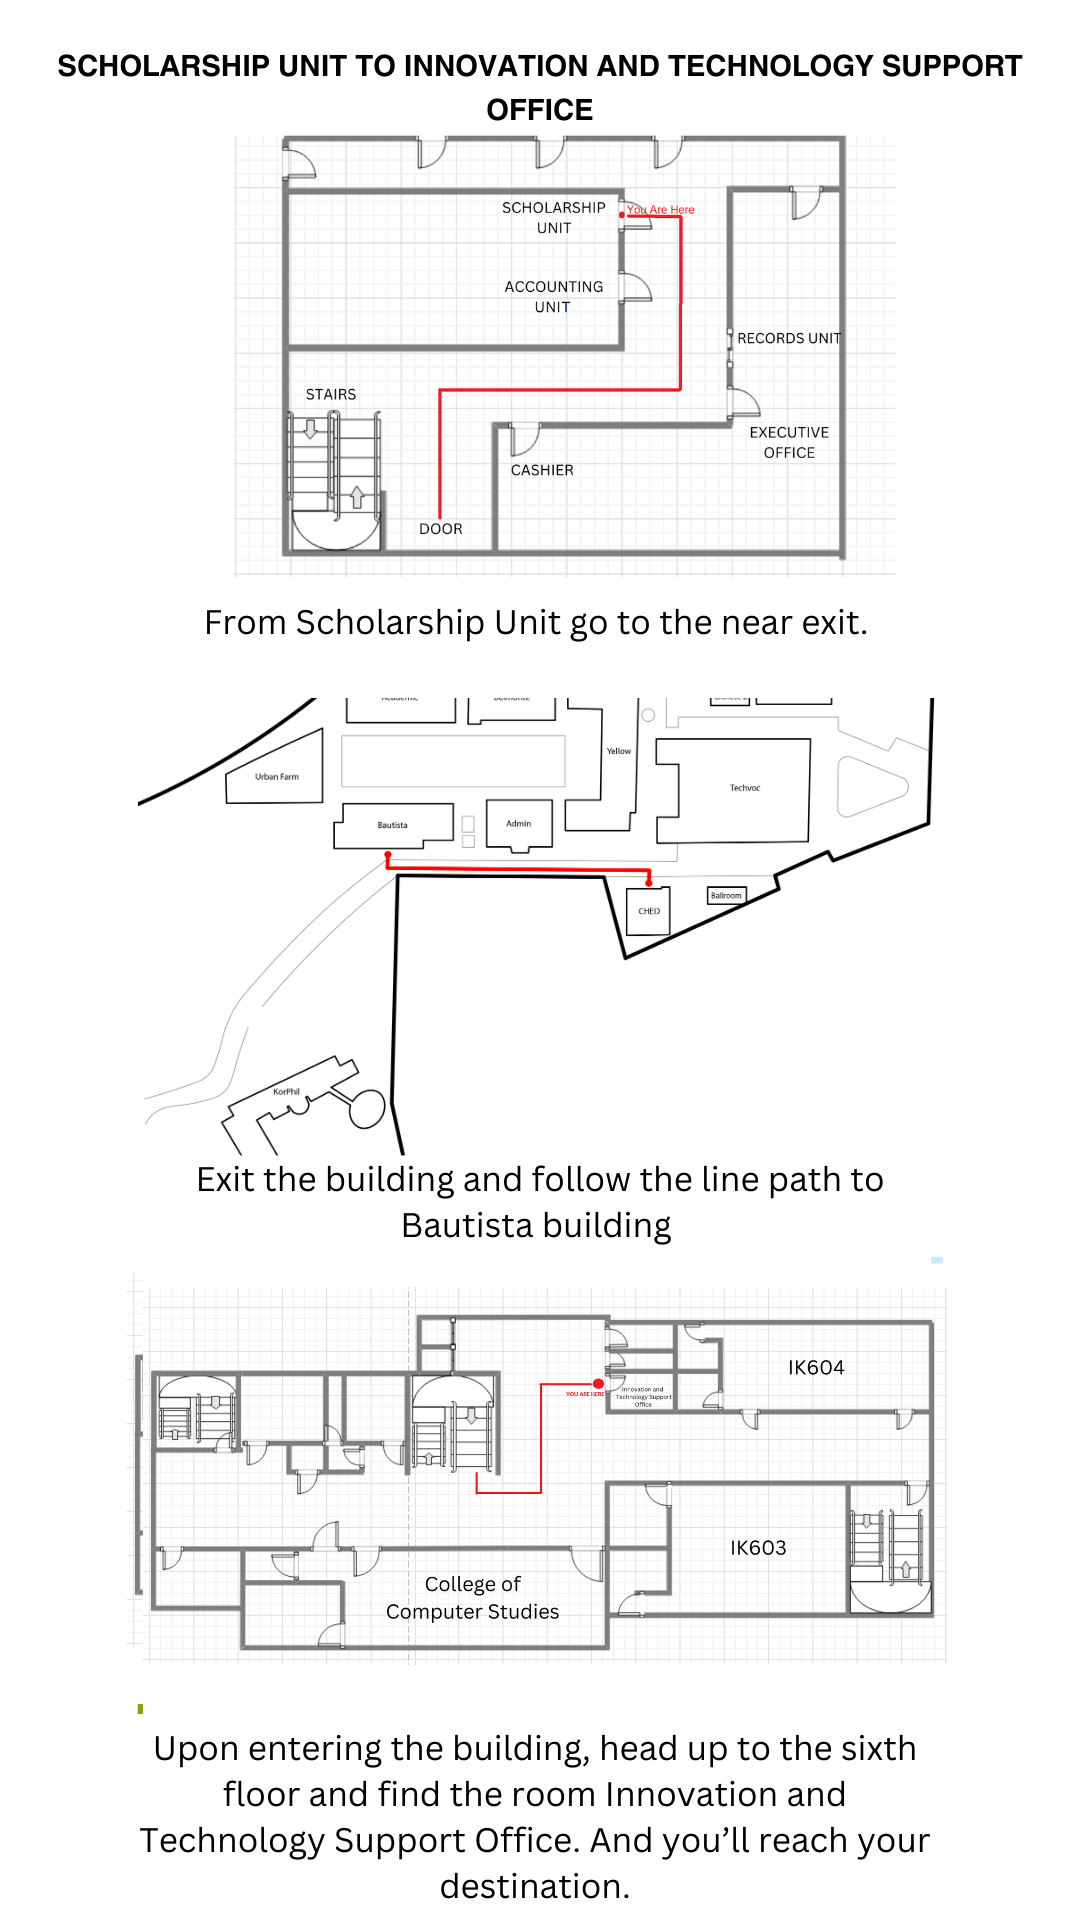 SCHOLARSHIP UNIT TO INNOVATION AND TECHNOLOGY SUPPORT
OFFICE
SCHOLARSHIP
UNIT
You Are Here
ACCOUNTING
UNIT
RECORDS UNIT
STAIRS
EXECUTIVE
OFFICE
CASHIER
DOOR
From Scholarship Unit go to the near exit.
Academic
Belmonte
Yellow
Urban Farm
Techvoc
Bautista
Admin
Ballroom
CHED
KorPhil
Exit the building and follow the line path to
Bautista building
IK604
YOU ARE HERE
Innovation and
Technology Support
Office
IK603
College of
Computer Studies
Upon entering the building, head up to the sixth
floor and find the room Innovation and
Technology Support Office. And you’ll reach your
destination.